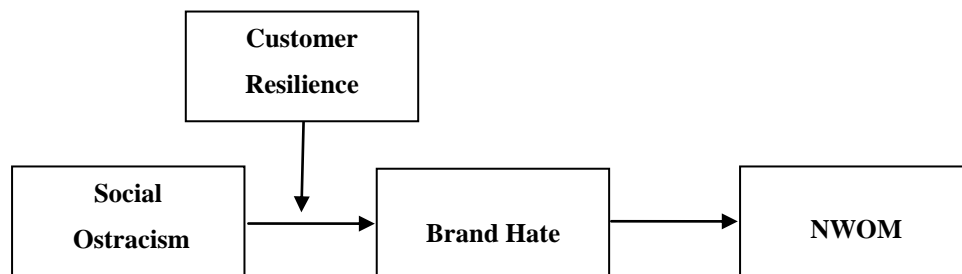 Customer
Resilience
Social
Ostracism
Brand Hate
NWOM